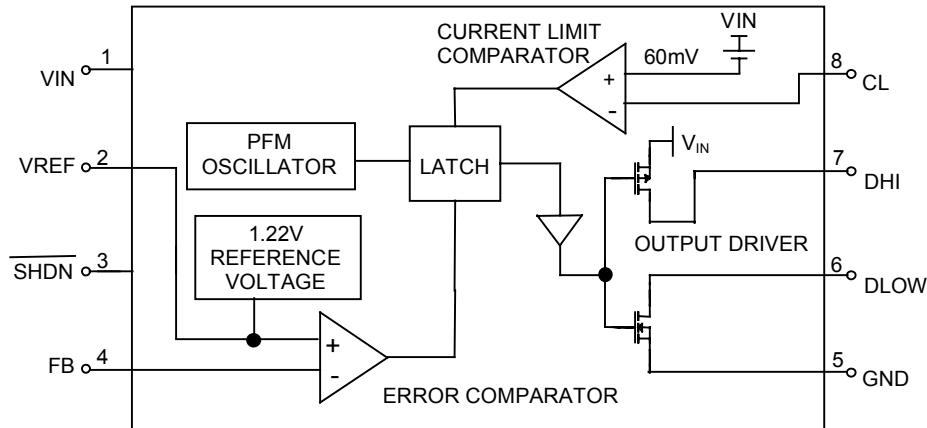 VIN
1
VREF
2
SHDN
3
FB
4
CURRENT LIMIT
COMPARATOR
60mV
VIN
+
-
8
CL
PFM
OSCILLATOR
LATCH
VIN
7
DHI
1.22V
REFERENCE
VOLTAGE
OUTPUT DRIVER
6
DLOW
+
-
ERROR COMPARATOR
5
GND